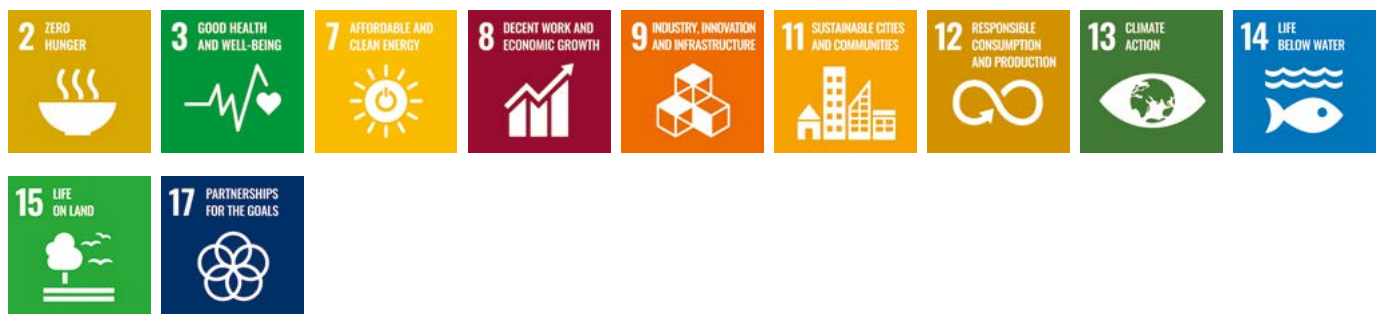 2 ZERO
HUNGER
3 GOOD HEALTH
AND WELL-BEING
7 AFFORDABLE AND
CLEAN ENERGY
8 DECENT WORK AND
ECONOMIC GROWTH
9 INDUSTRY, INNOVATION
AND INFRASTRUCTURE
11 SUSTAINABLE CITIES
AND COMMUNITIES
12 RESPONSIBLE
CONSUMPTION
AND PRODUCTION
13 CLIMATE
ACTION
14 LIFE
BELOW WATER
15 LIFE
ON LAND
17 PARTNERSHIPS
FOR THE GOALS